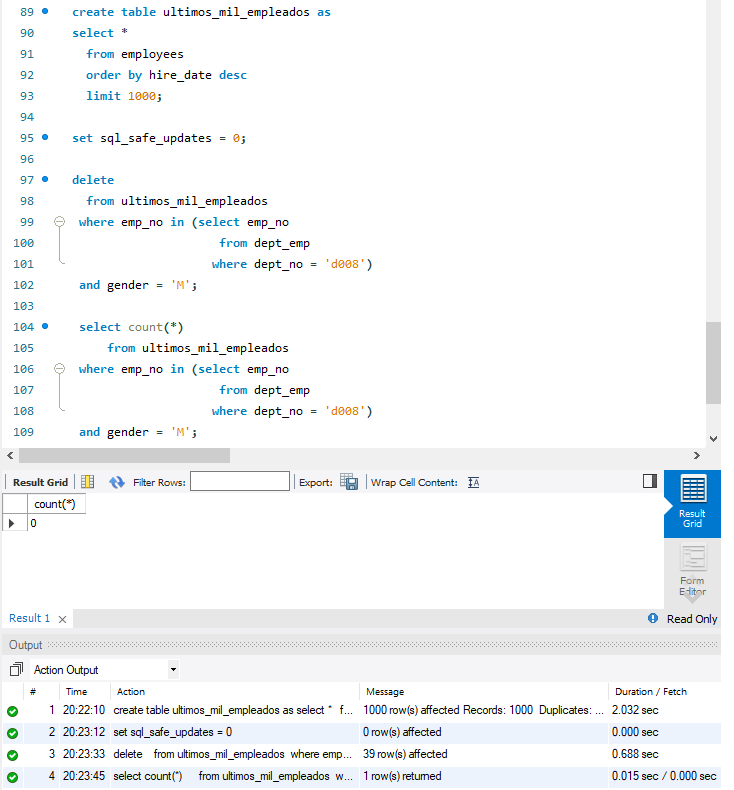 89 create table ultimos_mil_empleados as
90 select *
91 from employees
92 order by hire_date desc
93 limit 1000;
94
95 set sql_safe_updates = 0;
96
97 delete
98 from ultimos_mil_empleados
99 where emp_no in (select emp_no
100 from dept_emp
101 where dept_no = 'd008')
102 and gender = 'M';
103
104 select count(*)
105 from ultimos_mil_empleados
106 where emp_no in (select emp_no
107 from dept_emp
108 where dept_no = 'd008')
109 and gender = 'M';
Result Grid Filter Rows: Export: Wrap Cell Content: IA
count(*)
0
Result Grid
Form Editor
Result 1 Read Only
Output
Action Output
# Time Action Message Duration / Fetch
1 20:22:10 create table ultimos_mil_empleados as select * f... 1000 row(s) affected Records: 1000 Duplicates: ... 2.032 sec
2 20:23:12 set sql_safe_updates = 0 0 row(s) affected 0.000 sec
3 20:23:33 delete from ultimos_mil_empleados where emp... 39 row(s) affected 0.688 sec
4 20:23:45 select count(*) from ultimos_mil_empleados w... 1 row(s) returned 0.015 sec / 0.000 sec